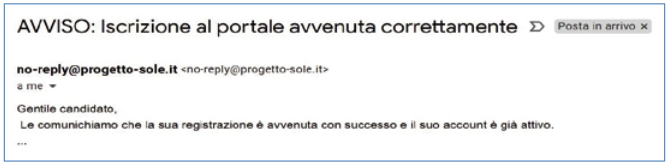 AVVISO: Iscrizione al portale avvenuta correttamente Posta in arrivo ×
no-reply@progetto-sole.it <no-reply@progetto-sole.it>
a me
Gentile candidato,
Le comunichiamo che la sua registrazione è avvenuta con successo e il suo account è già attivo.
...